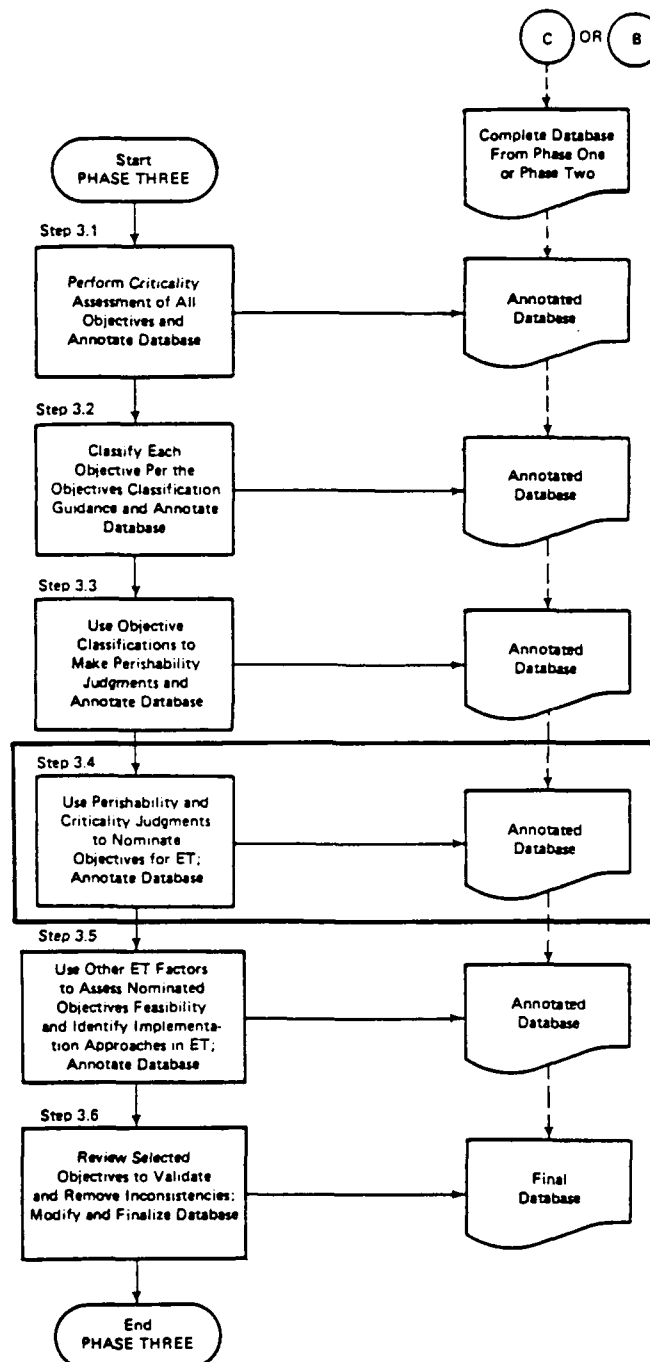 C OR B
Complete Database
From Phase One
or Phase Two
Start
PHASE THREE
Step 3.1
Perform Criticality
Assessment of All
Objectives and
Annotate Database
Annotated
Database
Step 3.2
Classify Each
Objective Per the
Objectives Classification
Guidance and Annotate
Database
Annotated
Database
Step 3.3
Use Objective
Classifications to
Make Perishability
Judgments and
Annotate Database
Annotated
Database
Step 3.4
Use Perishability and
Criticality Judgments
to Nominate
Objectives for ET;
Annotate Database
Annotated
Database
Step 3.5
Use Other ET Factors
to Assess Nominated
Objectives Feasibility
and Identify Implementa-
tion Approaches in ET;
Annotate Database
Annotated
Database
Step 3.6
Review Selected
Objectives to Validate
and Remove Inconsistencies;
Modify and Finalize Database
Final
Database
End
PHASE THREE